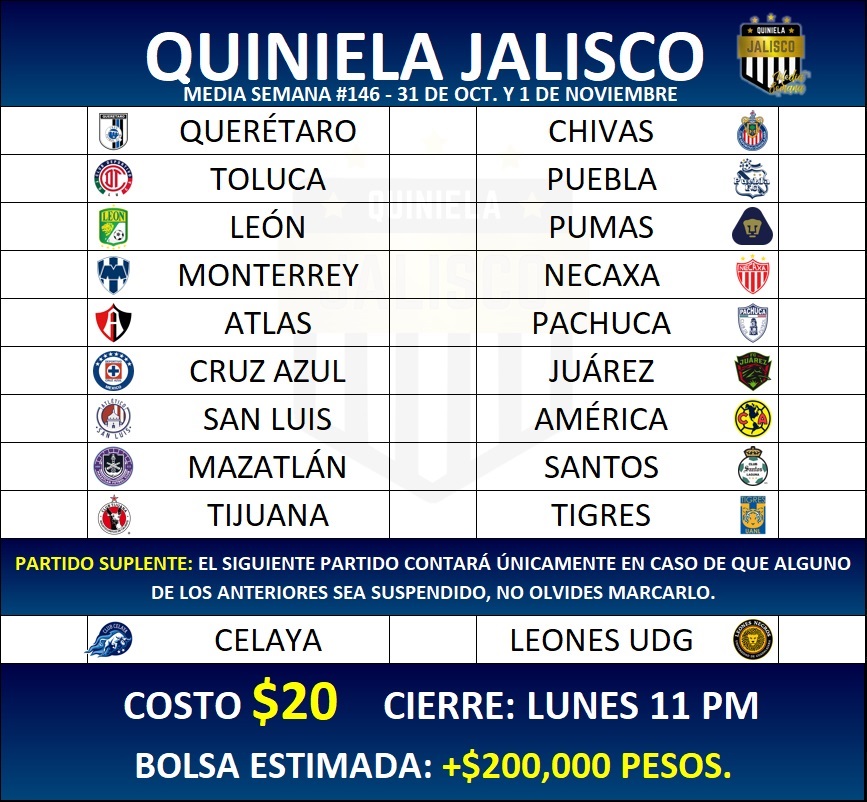 QUINIELA JALISCO
QUINIELA
JALISCO
Media
Semana
MEDIA SEMANA #146 - 31 DE OCT. Y 1 DE NOVIEMBRE
QUERÉTARO CHIVAS
TOLUCA PUEBLA
LEÓN PUMAS
MONTERREY NECAXA
ATLAS PACHUCA
CRUZ AZUL JUÁREZ
SAN LUIS AMÉRICA
MAZATLÁN SANTOS
TIJUANA TIGRES
QUINIELA
JALISCO
PARTIDO SUPLENTE: EL SIGUIENTE PARTIDO CONTARÁ ÚNICAMENTE EN CASO DE QUE ALGUNO
DE LOS ANTERIORES SEA SUSPENDIDO, NO OLVIDES MARCARLO.
CELAYA LEONES UDG
COSTO $20 CIERRE: LUNES 11 PM
BOLSA ESTIMADA: +$200,000 PESOS.